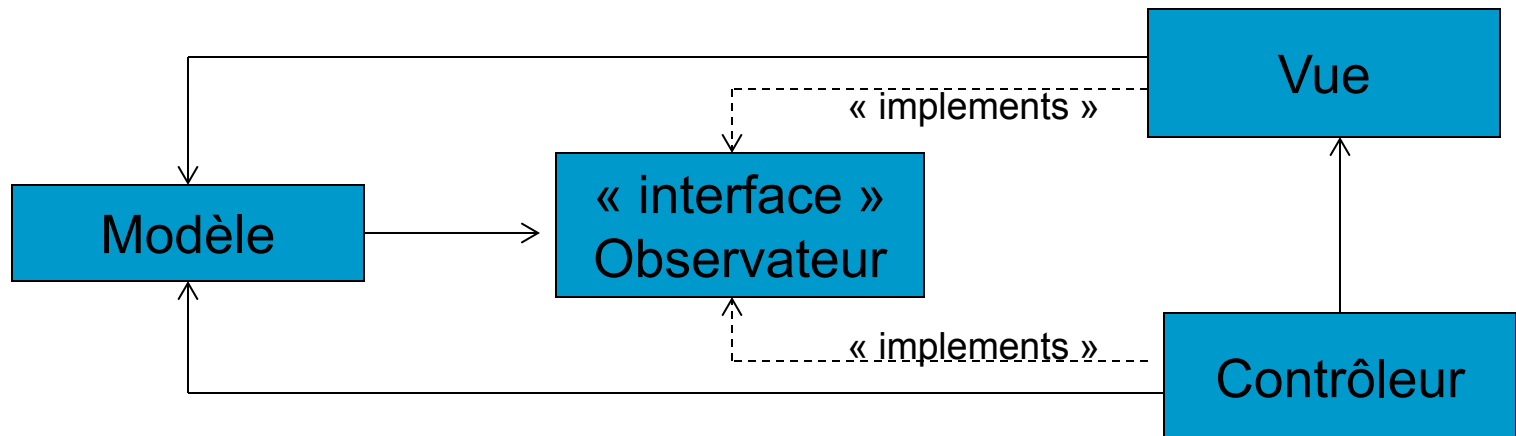 Vue
« implements »
Modèle
« interface »
Observateur
« implements »
Contrôleur